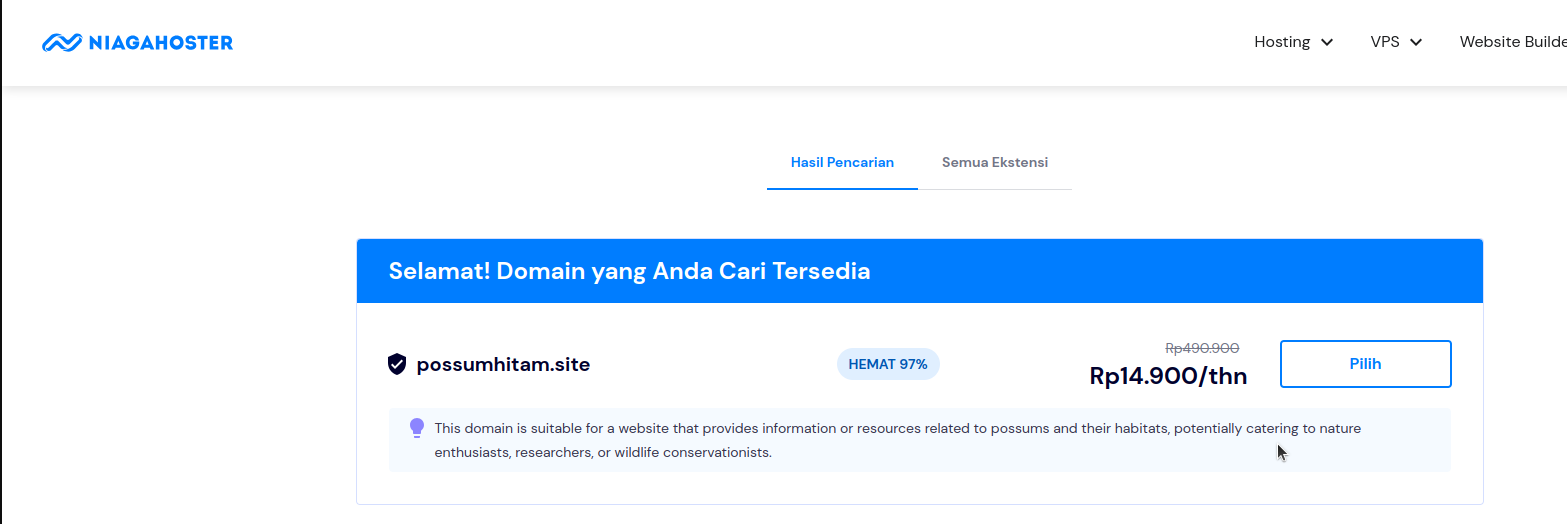 NIAGAHOSTER
Hosting VPS Website Builde
Hasil Pencarian Semua Ekstensi
Selamat! Domain yang Anda Cari Tersedia
possumhitam.site
HEMAT 97%
Rp490.900
Rp14.900/thn
Pilih
This domain is suitable for a website that provides information or resources related to possums and their habitats, potentially catering to nature
enthusiasts, researchers, or wildlife conservationists.